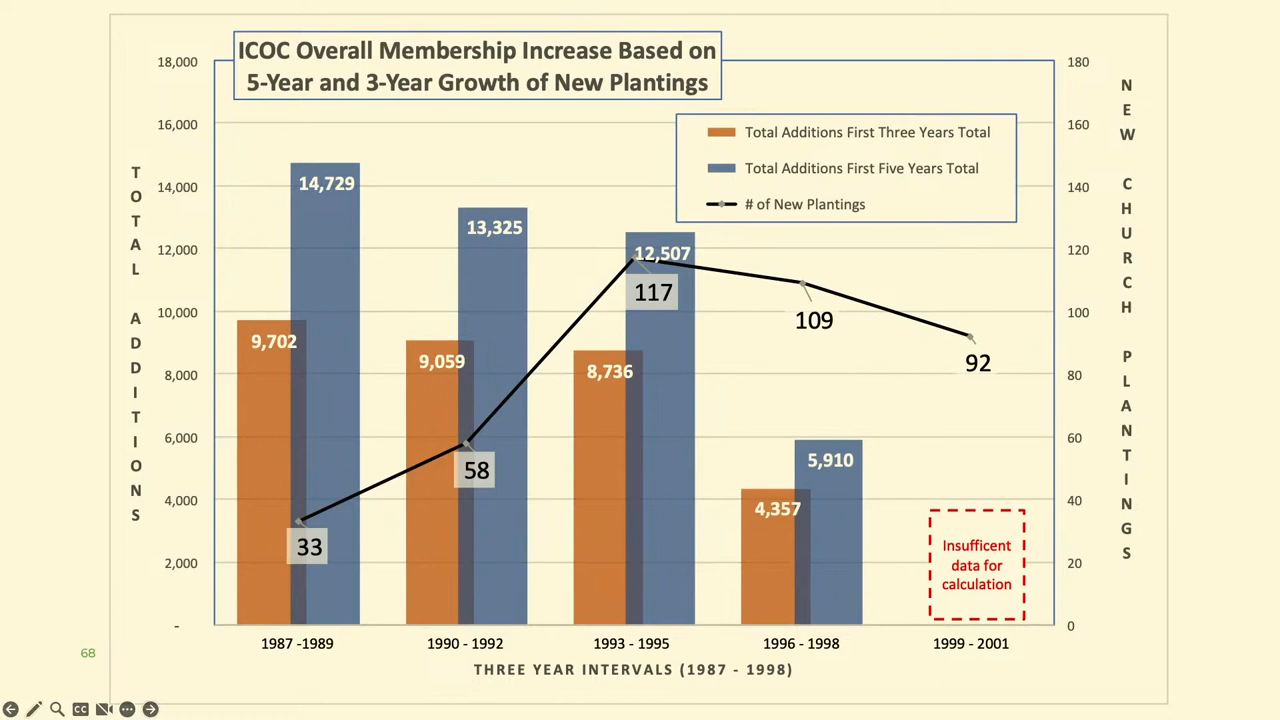 ICOC Overall Membership Increase Based on
5-Year and 3-Year Growth of New Plantings
18,000
16,000
14,000
12,000
10,000
8,000
6,000
4,000
2,000
-
TOTAL ADDITIONS
180
160
140
120
100
80
60
40
20
0
NEW CHURCH PLANTINGS
Total Additions First Three Years Total
Total Additions First Five Years Total
# of New Plantings
9,702
14,729
33
9,059
13,325
58
8,736
12,507
117
4,357
5,910
109
92
Insufficent
data for
calculation
1987 -1989
1990 - 1992
1993 - 1995
1996 - 1998
1999 - 2001
THREE YEAR INTERVALS (1987 - 1998)
68
CC